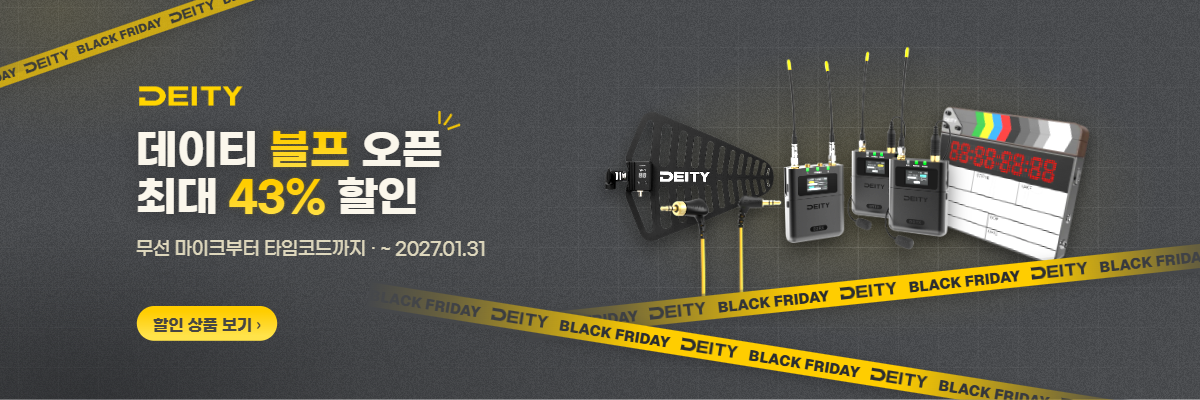 DAY DEITY BLACK FRIDAY DEITY BLACK FRIDAY
DEITY
데이티 블프 오픈
최대 43% 할인
무선 마이크부터 타임코드까지 · ~ 2027.01.31
할인 상품 보기 ›
DEITY
DEITY
DEITY
DEITY
88:88:88:88
BLACK FRIDAY DEITY BLACK FRIDAY DEITY BLACK FRIDAY DEITY BLACK FRIDAY
FRIDAY DEITY BLACK FRIDAY DEITY BLACK FRIDAY DEITY BLACK FRIDAY